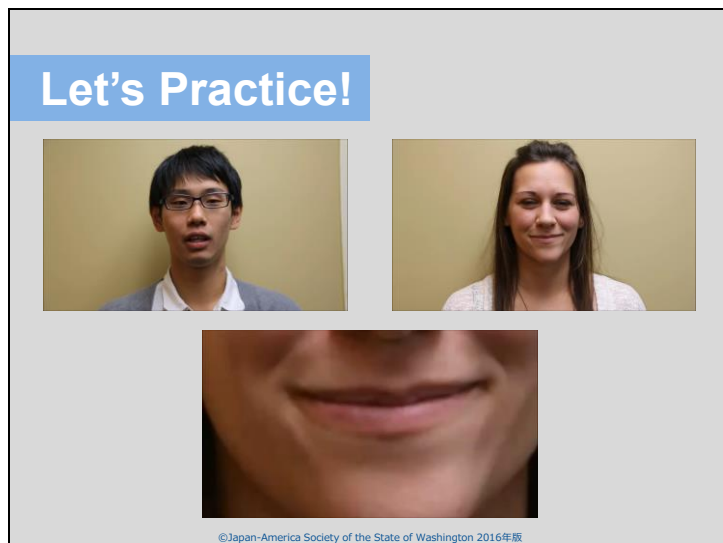 Let's Practice!
©Japan-America Society of the State of Washington 2016年版